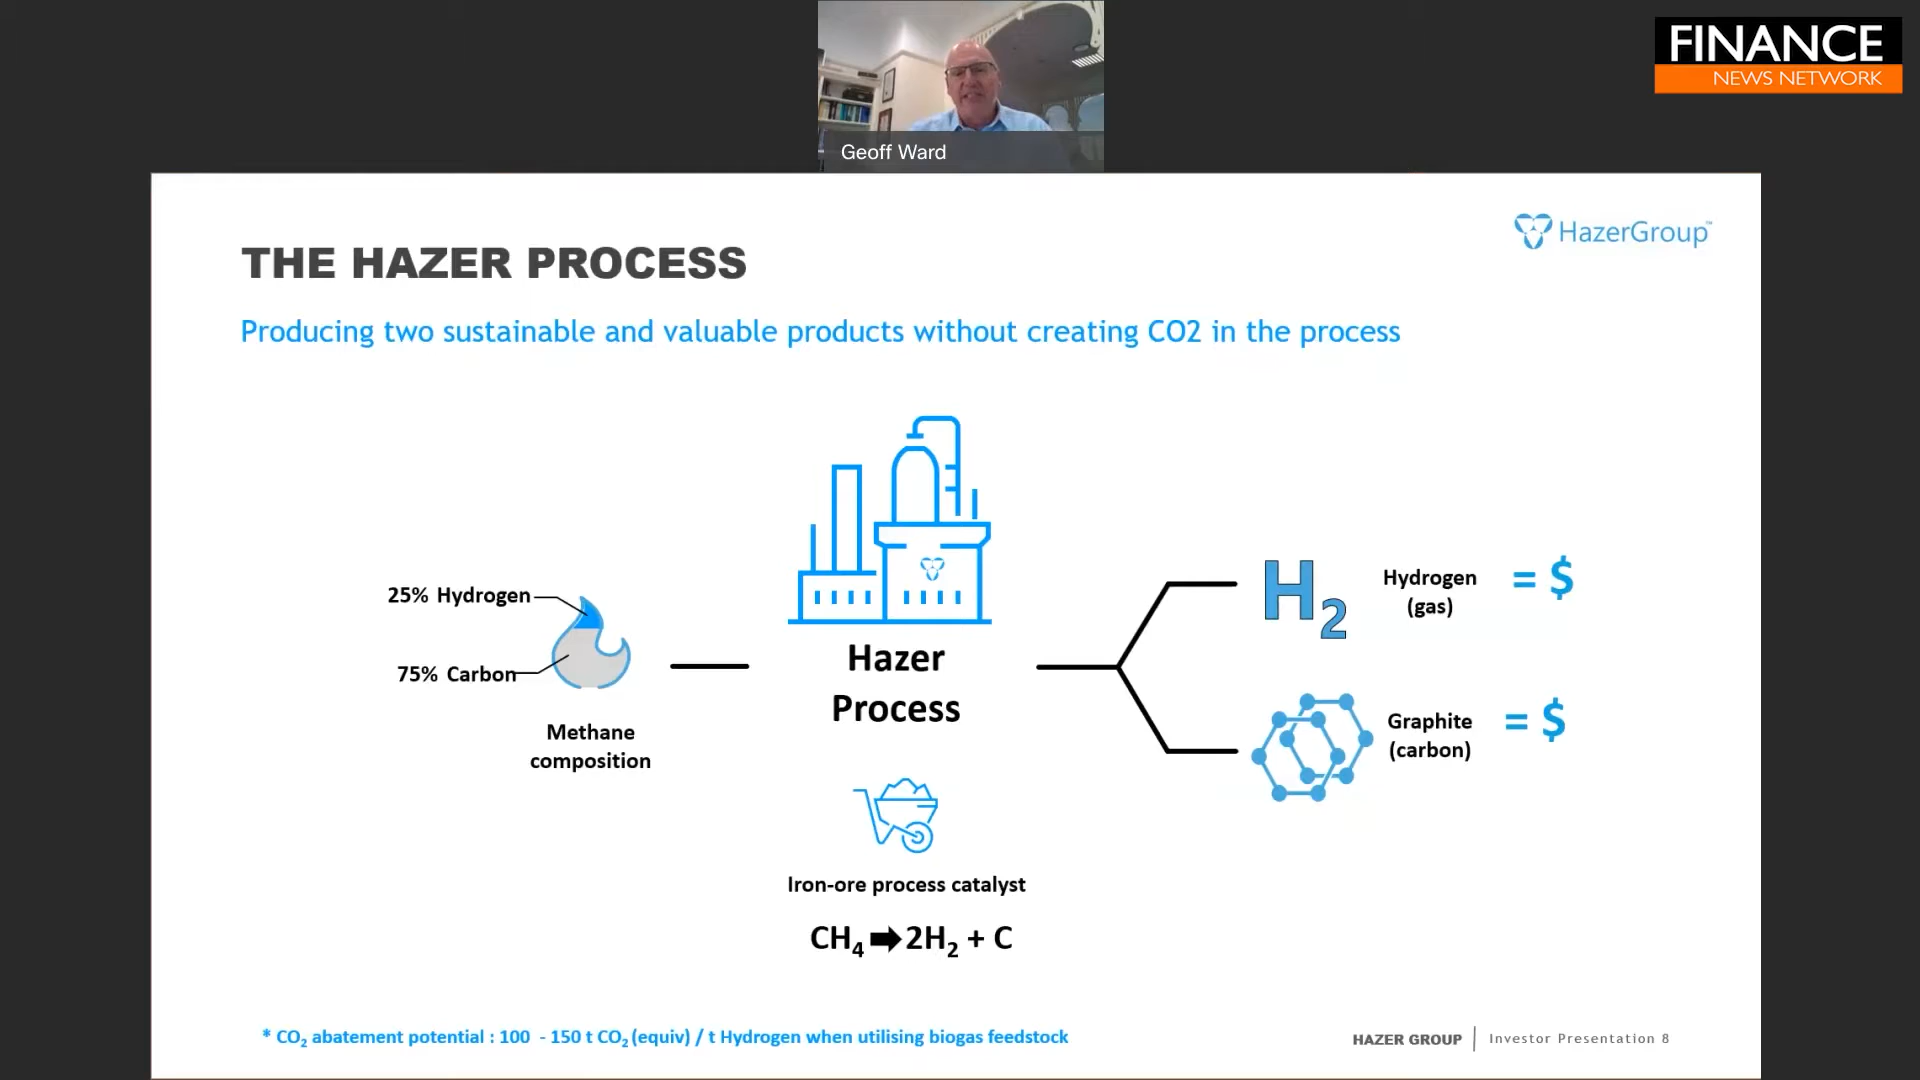 FINANCE
NEWS NETWORK
Geoff Ward
HazerGroup™
THE HAZER PROCESS
Producing two sustainable and valuable products without creating CO2 in the process
25% Hydrogen
75% Carbon
Methane
composition
Hazer
Process
Iron-ore process catalyst
CH₄ ➡ 2H₂ + C
H₂
Hydrogen
(gas)
= $
Graphite
(carbon)
= $
* CO₂ abatement potential : 100 - 150 t CO₂ (equiv) / t Hydrogen when utilising biogas feedstock
HAZER GROUP | Investor Presentation 8